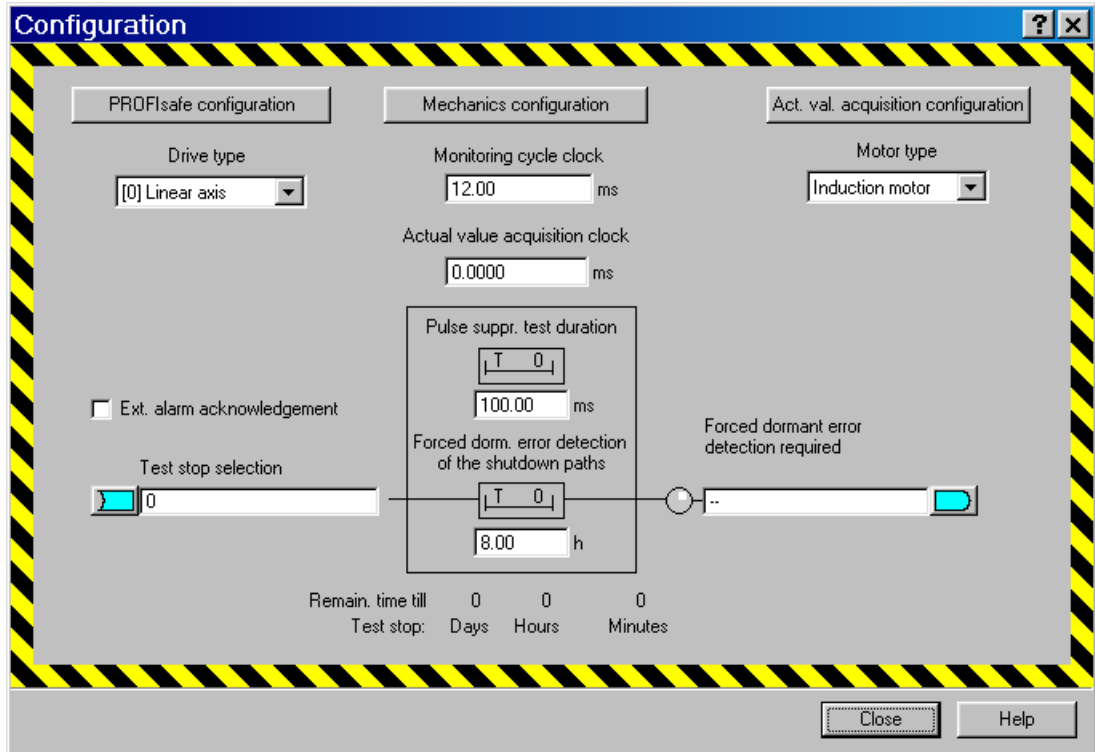 Configuration
? ×
PROFIsafe configuration
Mechanics configuration
Act. val. acquisition configuration
Drive type
[0] Linear axis
Monitoring cycle clock
12.00 ms
Motor type
Induction motor
Actual value acquisition clock
0.0000 ms
Pulse suppr. test duration
T 0
100.00 ms
Ext. alarm acknowledgement
Forced dorm. error detection
of the shutdown paths
Forced dormant error
detection required
Test stop selection
0
T 0
--
8.00 h
Remain. time till 0 0 0
Test stop: Days Hours Minutes
Close
Help